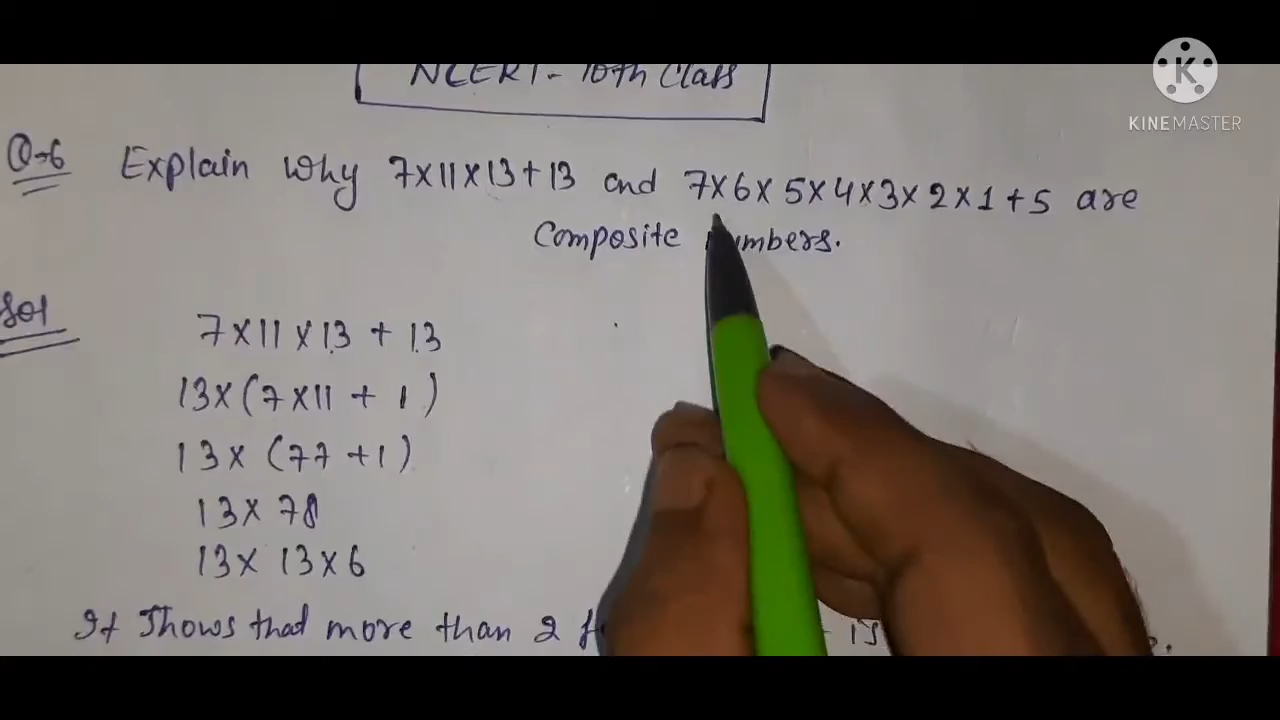 KINEMASTER
NCERT - 10th Class
Q-6 Explain why 7×11×13+13 and 7×6×5×4×3×2×1+5 are
Composite numbers.
Sol
7×11×13 + 13
13×(7×11 + 1)
13×(77+1)
13×78
13×13×6
It Shows that more than 2